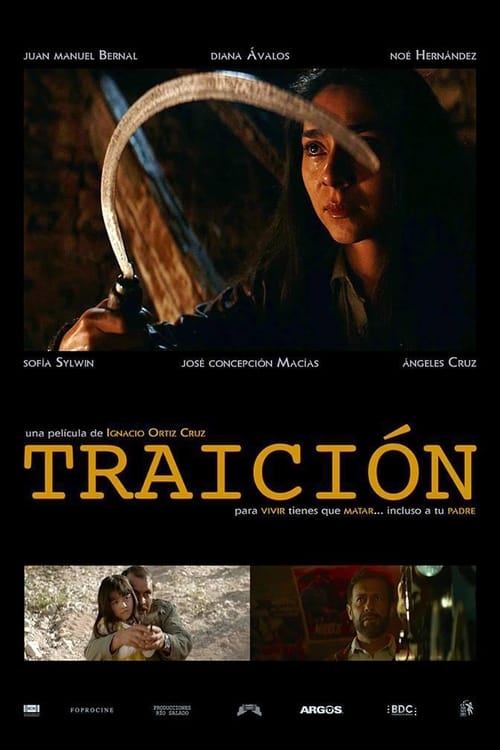 JUAN MANUEL BERNAL DIANA ÁVALOS NOÉ HERNÁNDEZ
SOFÍA SYLWIN JOSÉ CONCEPCIÓN MACÍAS ÁNGELES CRUZ
una película de IGNACIO ORTIZ CRUZ
TRAICIÓN
para VIVIR tienes que MATAR... incluso a tu PADRE
FOPROCINE PRODUCCIONES RÍO SALADO ARGOS BDC